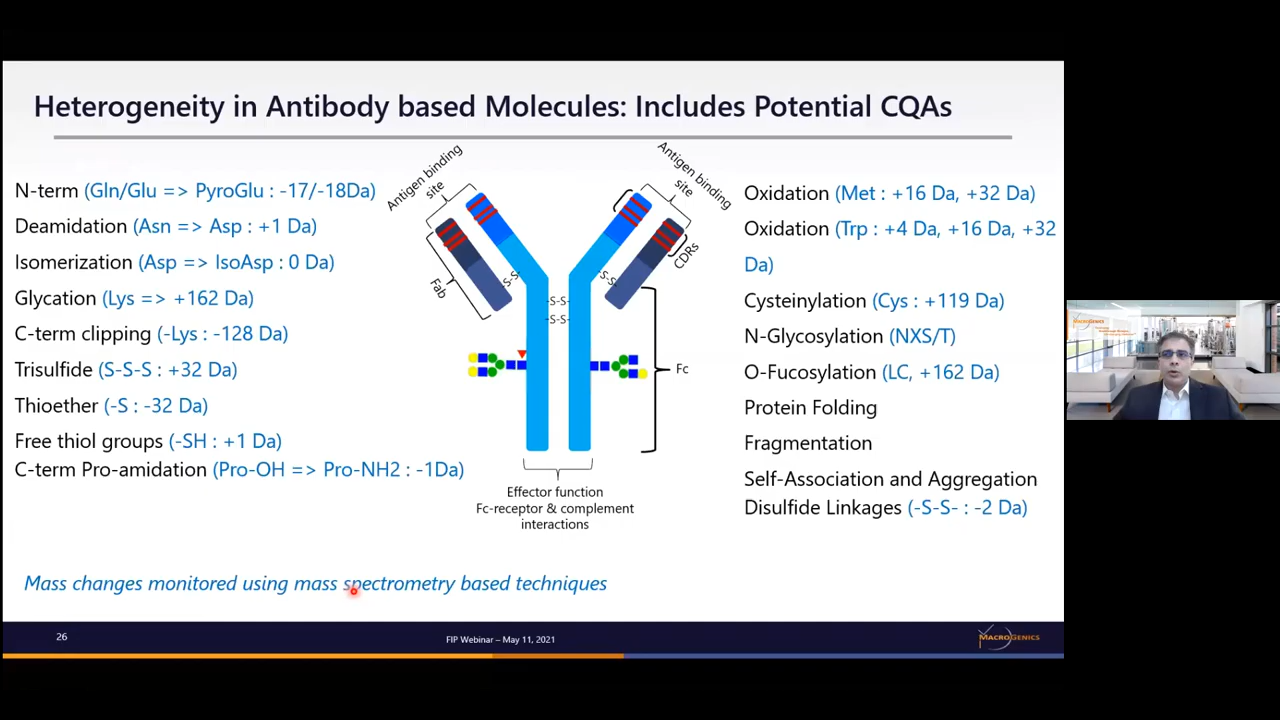 Heterogeneity in Antibody based Molecules: Includes Potential CQAs
N-term (Gln/Glu => PyroGlu : -17/-18Da)
Deamidation (Asn => Asp : +1 Da)
Isomerization (Asp => IsoAsp : 0 Da)
Glycation (Lys => +162 Da)
C-term clipping (-Lys : -128 Da)
Trisulfide (S-S-S : +32 Da)
Thioether (-S : -32 Da)
Free thiol groups (-SH : +1 Da)
C-term Pro-amidation (Pro-OH => Pro-NH2 : -1Da)
Antigen binding
site
Antigen binding
site
CDRs
Fab
-S-S-
-S-S-
-S-S-
-S-S-
Fc
Effector function
Fc-receptor & complement
interactions
Oxidation (Met : +16 Da, +32 Da)
Oxidation (Trp : +4 Da, +16 Da, +32
Da)
Cysteinylation (Cys : +119 Da)
N-Glycosylation (NXS/T)
O-Fucosylation (LC, +162 Da)
Protein Folding
Fragmentation
Self-Association and Aggregation
Disulfide Linkages (-S-S- : -2 Da)
Mass changes monitored using mass spectrometry based techniques
26
FIP Webinar – May 11, 2021
MACROGENICS
MACROGENICS